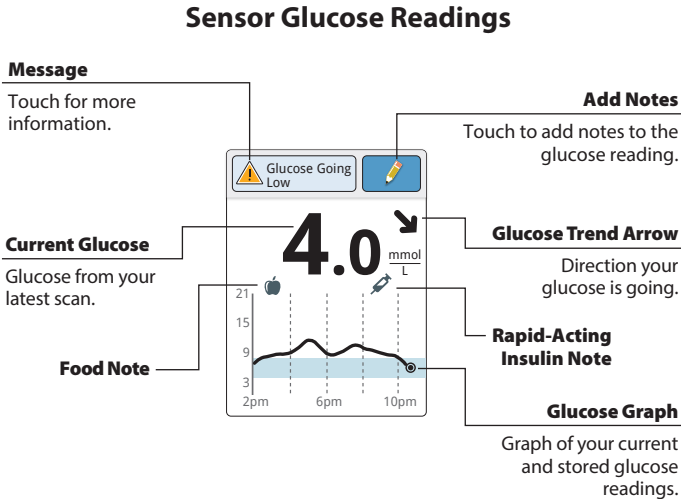 Sensor Glucose Readings
Message
Touch for more
information.
Add Notes
Touch to add notes to the
glucose reading.
Glucose Going
Low
Current Glucose
Glucose from your
latest scan.
4.0
mmol
L
Glucose Trend Arrow
Direction your
glucose is going.
Food Note
Rapid-Acting
Insulin Note
21
15
9
3
2pm 6pm 10pm
Glucose Graph
Graph of your current
and stored glucose
readings.